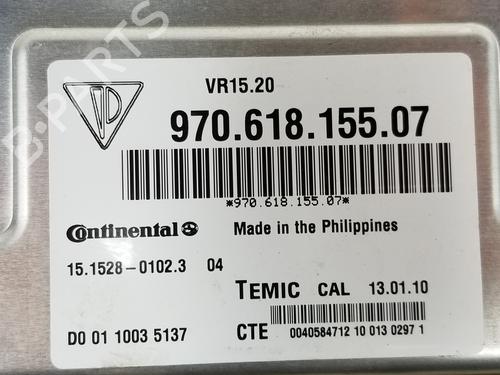 B-PARTS
VR15.20
970.618.155.07
*970.618.155.07*
Continental
Made in the Philippines
15.1528-0102.3 04
TEMIC CAL 13.01.10
D0 01 1003 5137
CTE 0040584712 10 013 0297 1